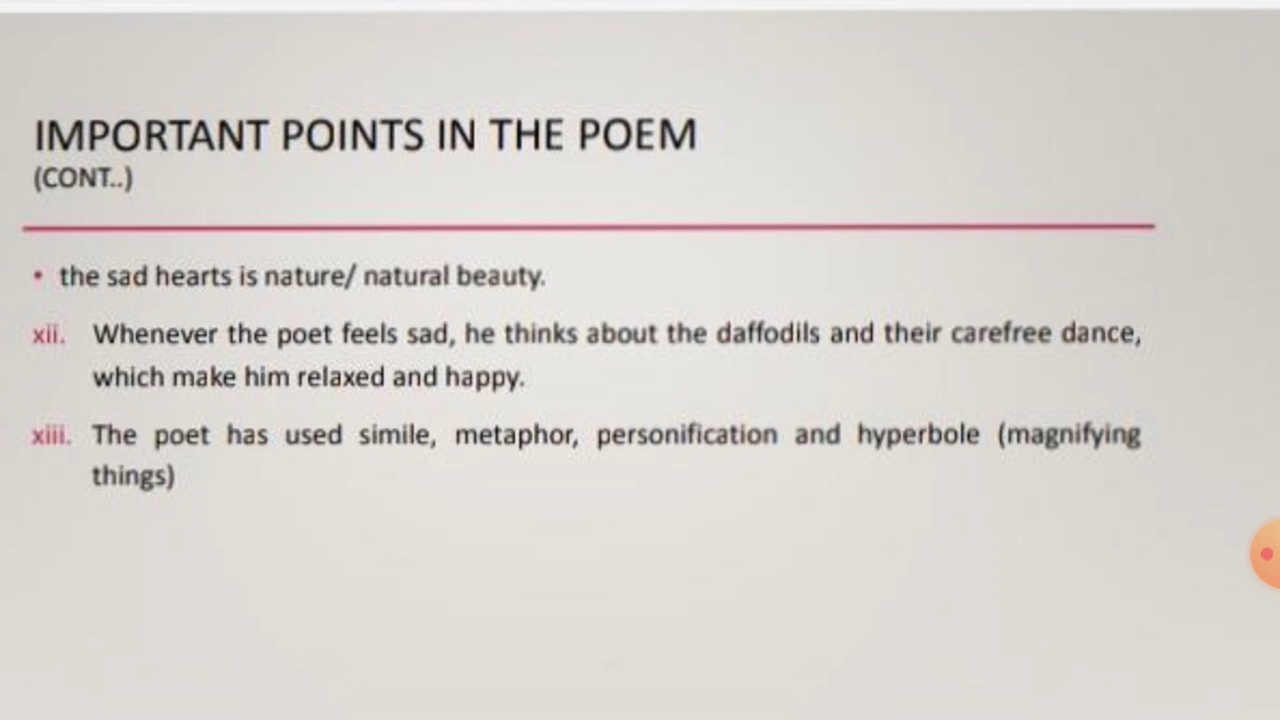 IMPORTANT POINTS IN THE POEM
(CONT..)
• the sad hearts is nature/ natural beauty.
xii. Whenever the poet feels sad, he thinks about the daffodils and their carefree dance,
which make him relaxed and happy.
xiii. The poet has used simile, metaphor, personification and hyperbole (magnifying
things)